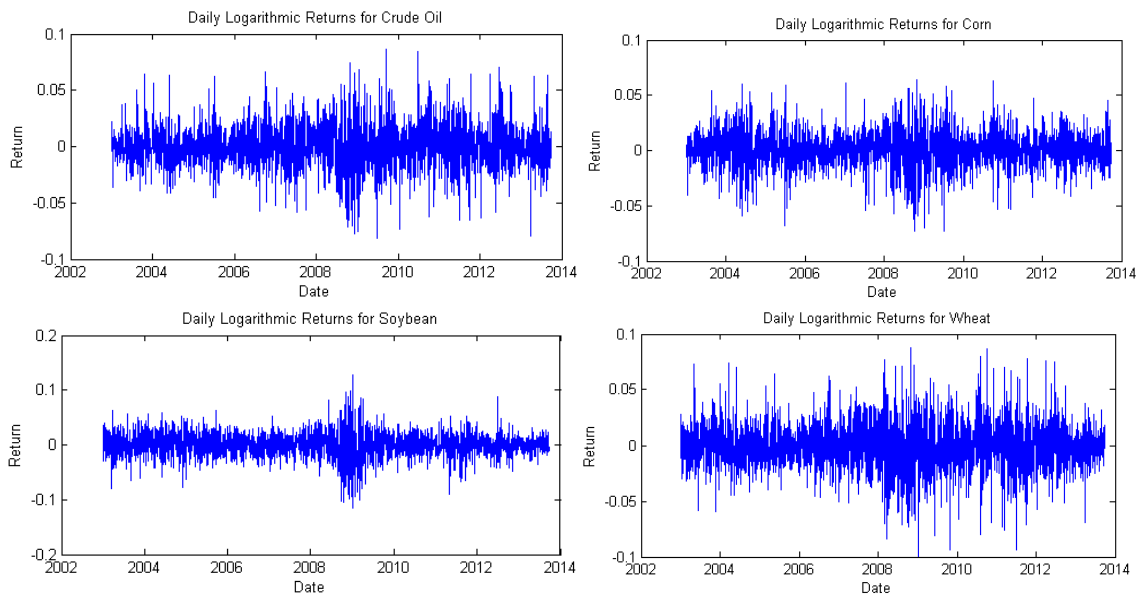 Daily Logarithmic Returns for Crude Oil
0.1
0.05
0
-0.05
-0.1
Return
2002 2004 2006 2008 2010 2012 2014
Date
Daily Logarithmic Returns for Corn
0.1
0.05
0
-0.05
-0.1
Return
2002 2004 2006 2008 2010 2012 2014
Date
Daily Logarithmic Returns for Soybean
0.2
0.1
0
-0.1
-0.2
Return
2002 2004 2006 2008 2010 2012 2014
Date
Daily Logarithmic Returns for Wheat
0.1
0.05
0
-0.05
-0.1
Return
2002 2004 2006 2008 2010 2012 2014
Date